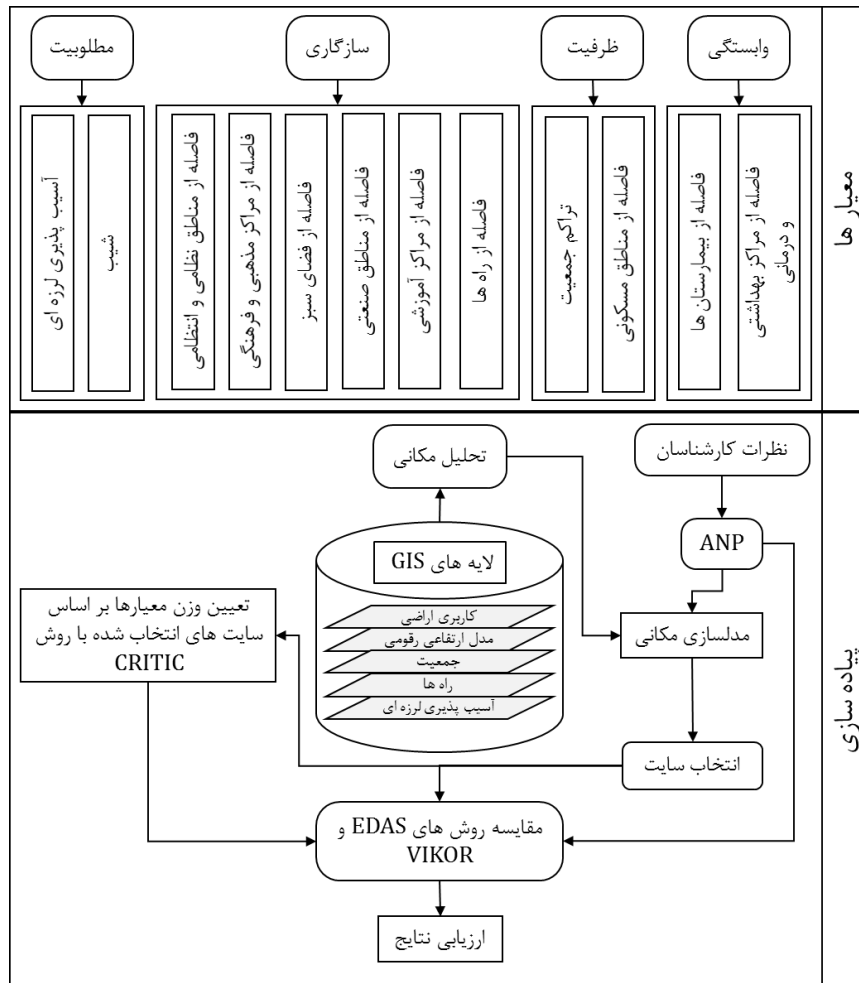 معیار ها
وابستگی
ظرفیت
سازگاری
مطلوبیت
فاصله از مراکز بهداشتی
و درمانی
فاصله از بیمارستان ها
فاصله از مناطق مسکونی
تراکم جمعیت
فاصله از راه ها
فاصله از مراکز آموزشی
فاصله از مناطق صنعتی
فاصله از فضای سبز
فاصله از مراکز مذهبی و فرهنگی
فاصله از مناطق نظامی و انتظامی
شیب
آسیب پذیری لرزه ای
پیاده سازی
نظرات کارشناسان
تحلیل مکانی
ANP
لایه های GIS
کاربری اراضی
مدل ارتفاعی رقومی
جمعیت
راه ها
آسیب پذیری لرزه ای
مدلسازی مکانی
تعیین وزن معیارها بر اساس
سایت های انتخاب شده با روش
CRITIC
انتخاب سایت
مقایسه روش های EDAS و
VIKOR
ارزیابی نتایج